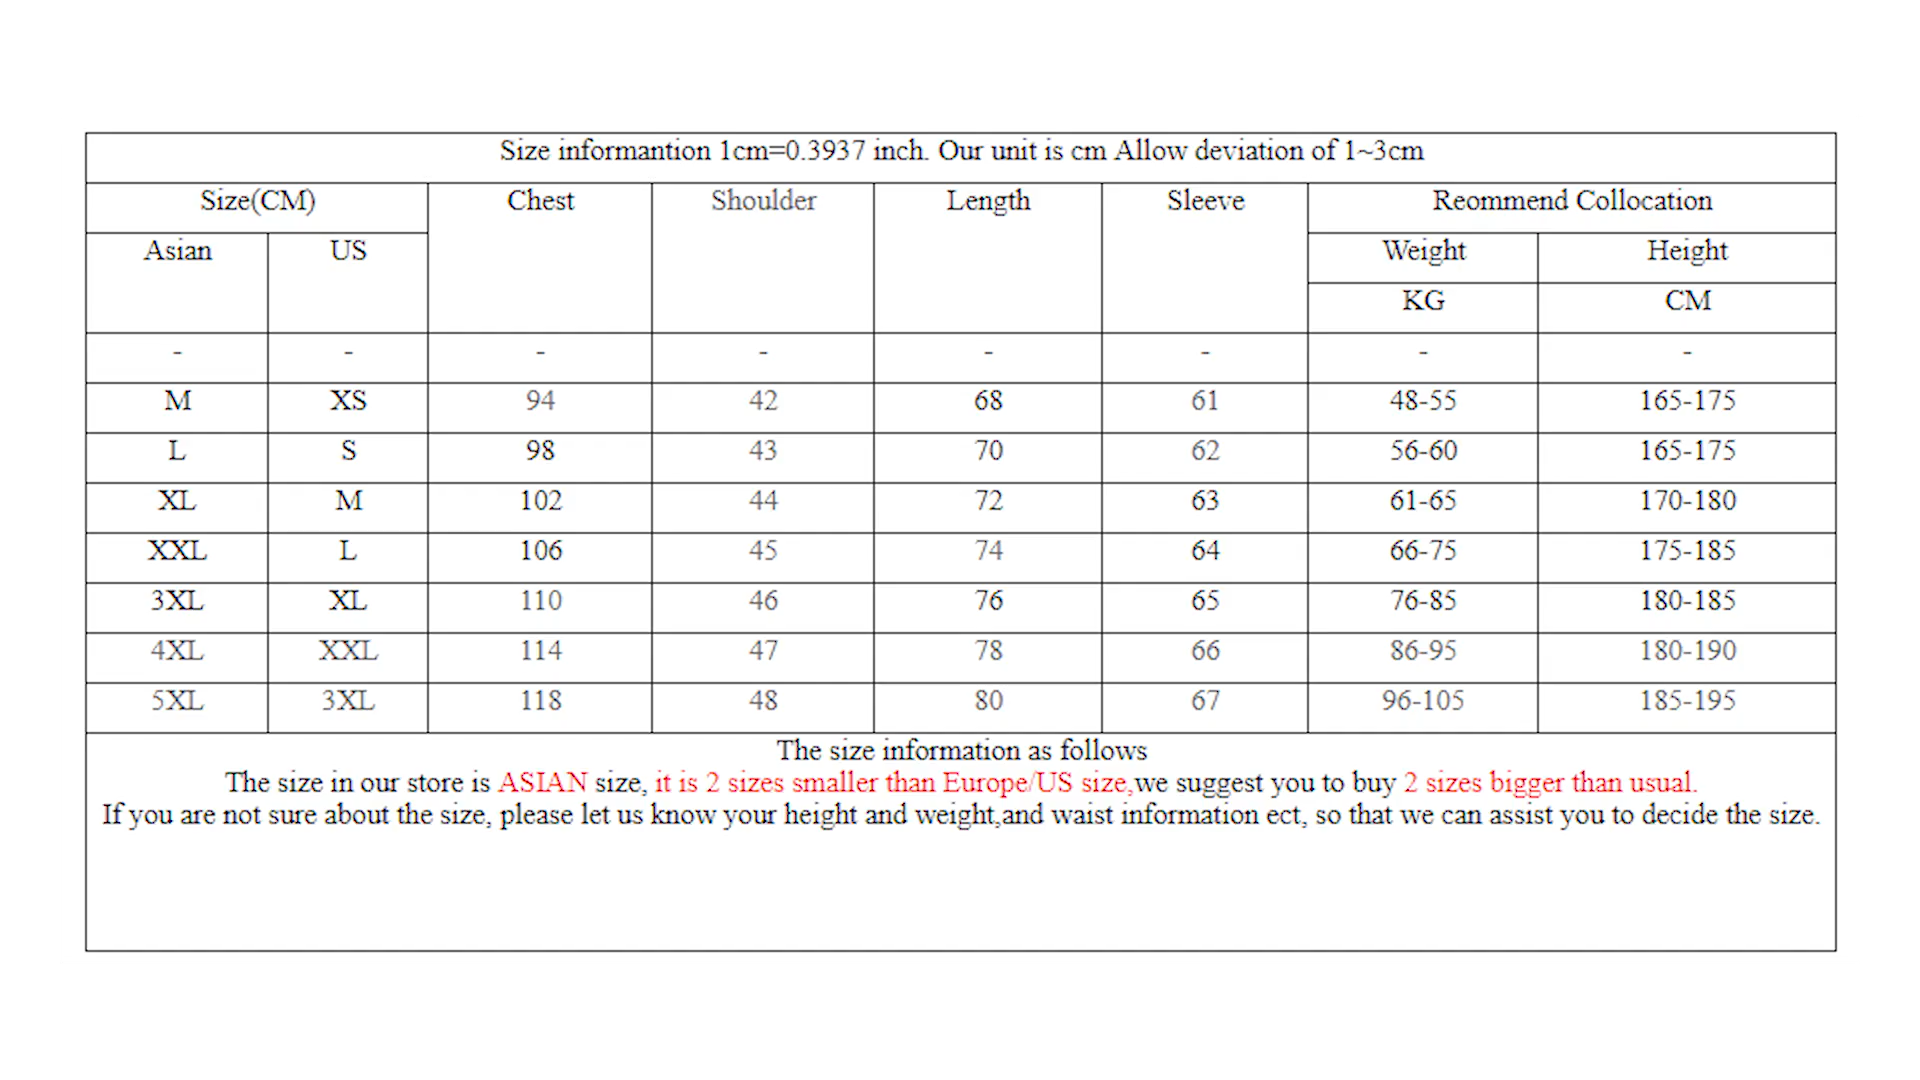 Size informantion 1cm=0.3937 inch. Our unit is cm Allow deviation of 1~3cm
Size(CM) Chest Shoulder Length Sleeve Reommend Collocation
Asian US Weight Height
KG CM
- - - - - - - -
M XS 94 42 68 61 48-55 165-175
L S 98 43 70 62 56-60 165-175
XL M 102 44 72 63 61-65 170-180
XXL L 106 45 74 64 66-75 175-185
3XL XL 110 46 76 65 76-85 180-185
4XL XXL 114 47 78 66 86-95 180-190
5XL 3XL 118 48 80 67 96-105 185-195
The size information as follows
The size in our store is ASIAN size, it is 2 sizes smaller than Europe/US size,we suggest you to buy 2 sizes bigger than usual.
If you are not sure about the size, please let us know your height and weight,and waist information ect, so that we can assist you to decide the size.